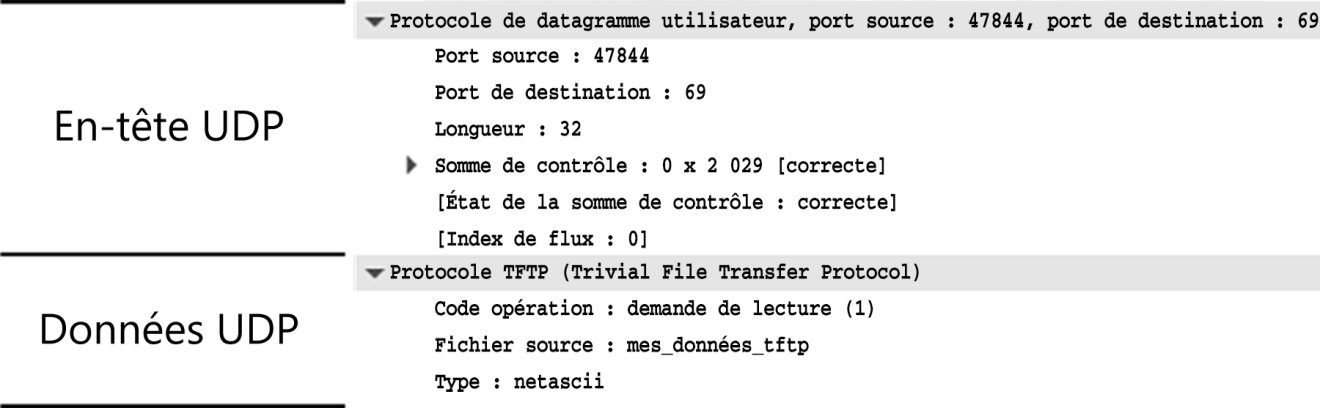 Protocole de datagramme utilisateur, port source : 47844, port de destination : 69
Port source : 47844
Port de destination : 69
En-tête UDP
Longueur : 32
Somme de contrôle : 0 x 2 029 [correcte]
[État de la somme de contrôle : correcte]
[Index de flux : 0]
Protocole TFTP (Trivial File Transfer Protocol)
Code opération : demande de lecture (1)
Données UDP
Fichier source : mes_données_tftp
Type : netascii